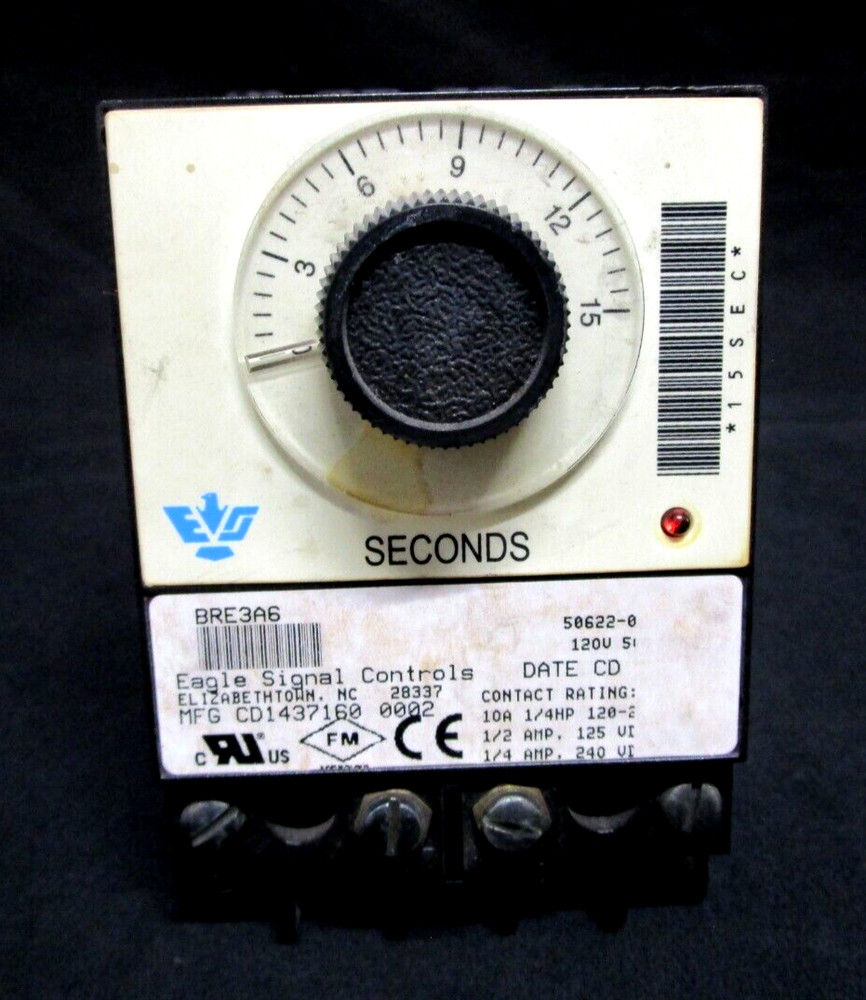 9
6
12
3
15
*15SEC*
SECONDS
BRE3A6
50622-0
120V
Eagle Signal Controls
DATE CD
ELIZABETHTOWN, NC 28337
CONTACT RATING:
MFG CD1437160 0002
10A 1/4HP 120-2
1/2 AMP. 125
1/4 AMP. 240
C US
FM
CE